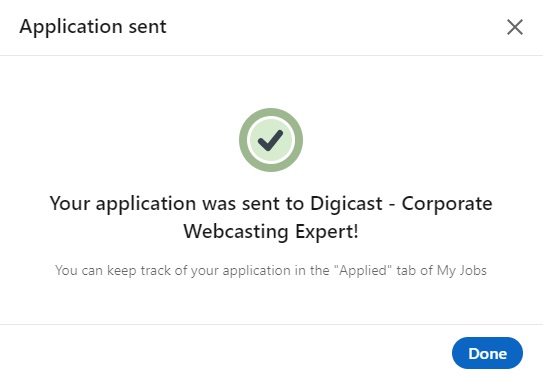 Application sent
Your application was sent to Digicast - Corporate
Webcasting Expert!
You can keep track of your application in the "Applied" tab of My Jobs
Done